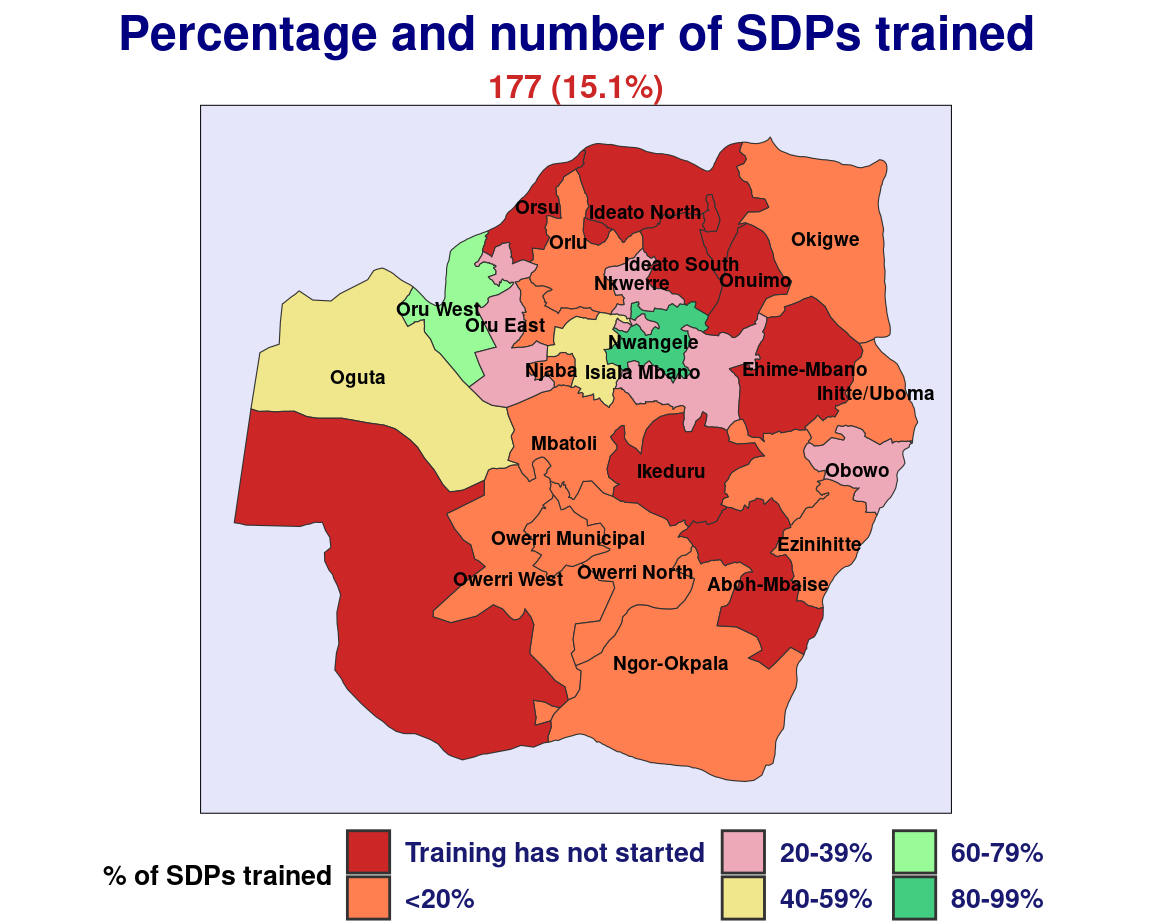 Percentage and number of SDPs trained
177 (15.1%)
Orsu
Ideato North
Orlu
Okigwe
Ideato South
Nkwerre
Onuimo
Oru West
Oru East
Nwangele
Njaba
Isiala Mbano
Ehime-Mbano
Oguta
Ihitte/Uboma
Mbatoli
Ikeduru
Obowo
Owerri Municipal
Ezinihitte
Owerri West
Owerri North
Aboh-Mbaise
Ngor-Okpala
% of SDPs trained
Training has not started
<20%
20-39%
40-59%
60-79%
80-99%